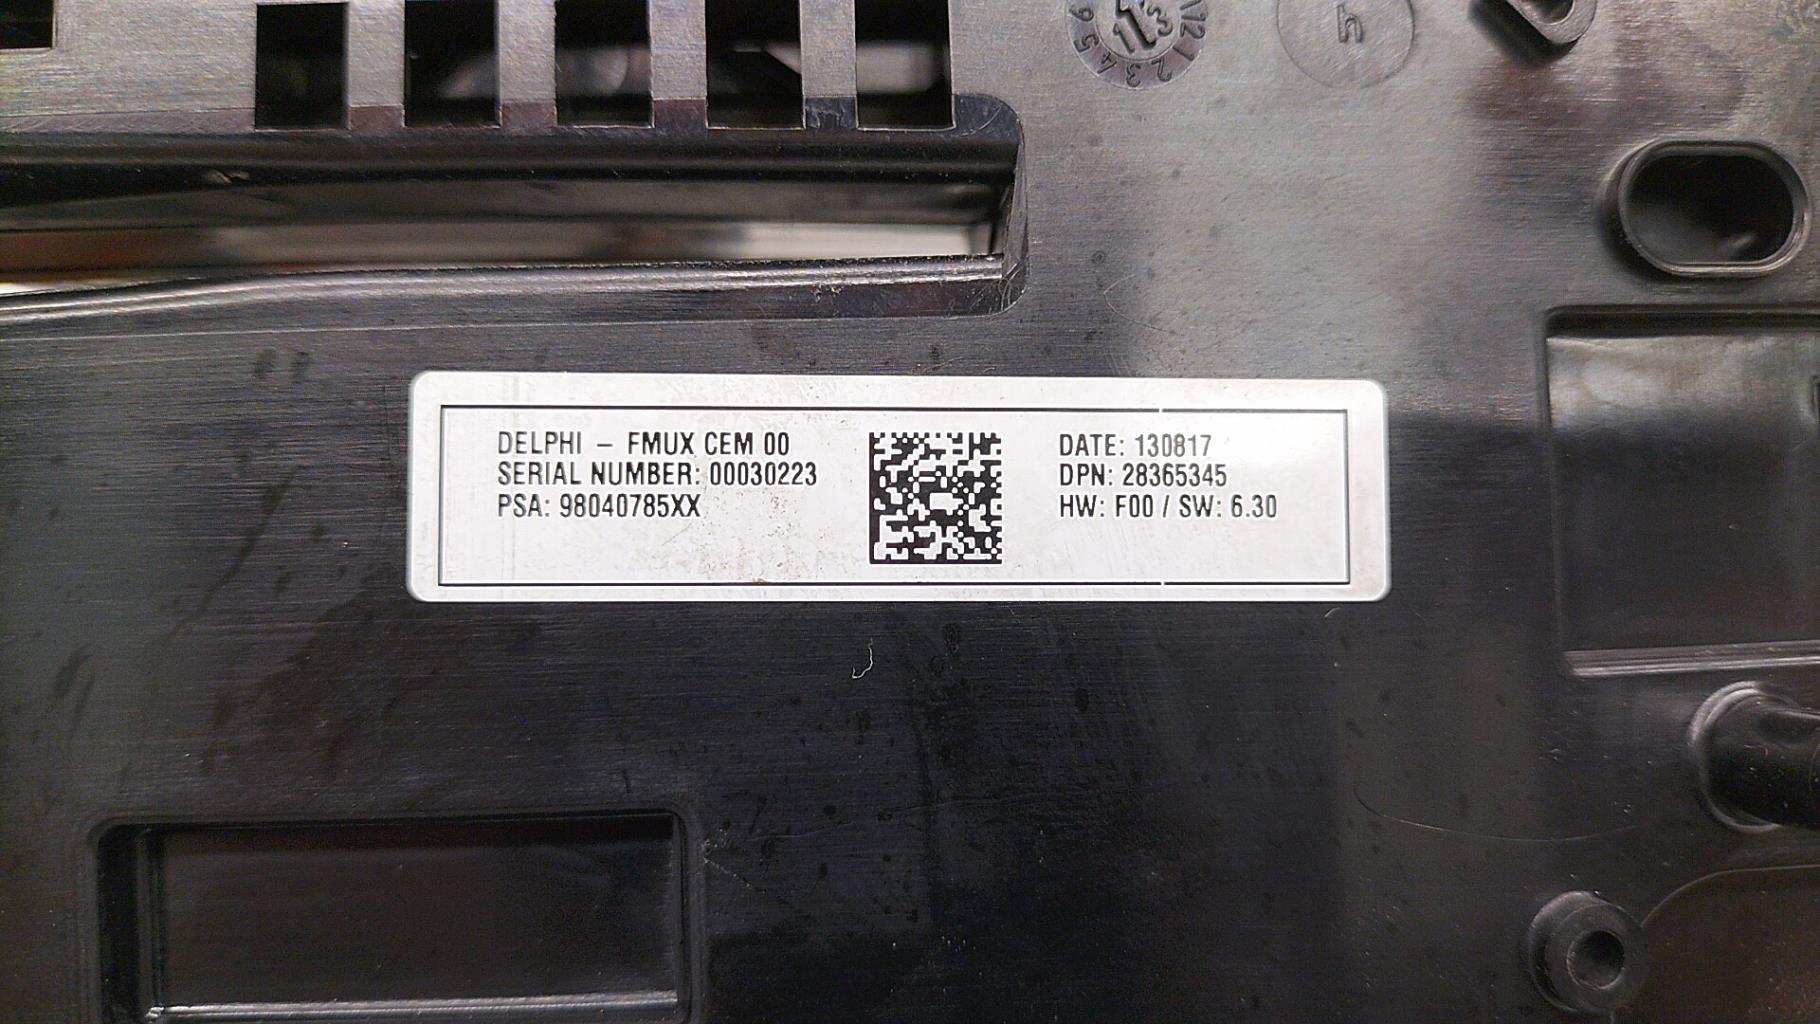 DELPHI – FMUX CEM 00
SERIAL NUMBER: 00030223
PSA: 98040785XX
DATE: 130817
DPN: 28365345
HW: F00 / SW: 6.30